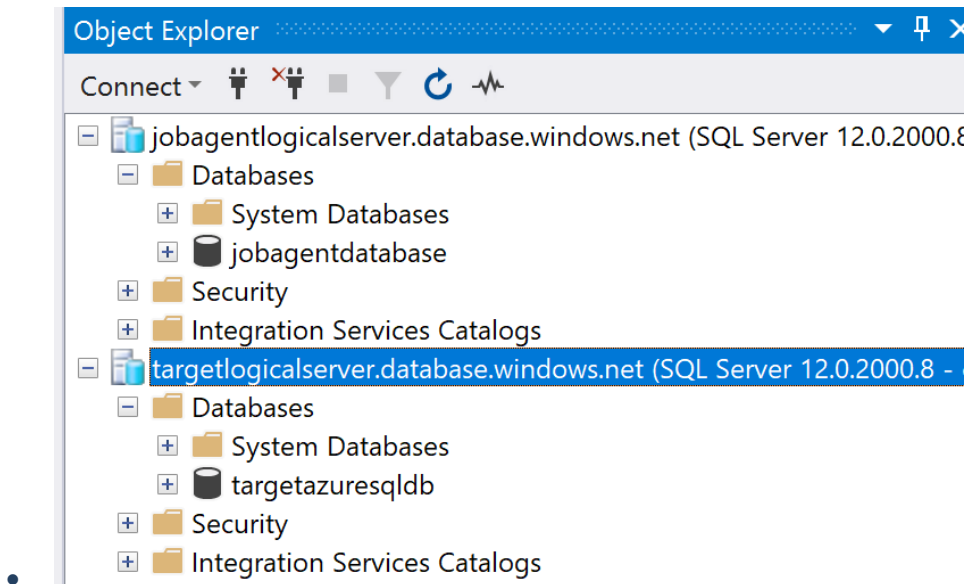 Object Explorer
Connect
jobagentlogicalserver.database.windows.net (SQL Server 12.0.2000.8
Databases
System Databases
jobagentdatabase
Security
Integration Services Catalogs
targetlogicalserver.database.windows.net (SQL Server 12.0.2000.8 -
Databases
System Databases
targetazuresqldb
Security
Integration Services Catalogs